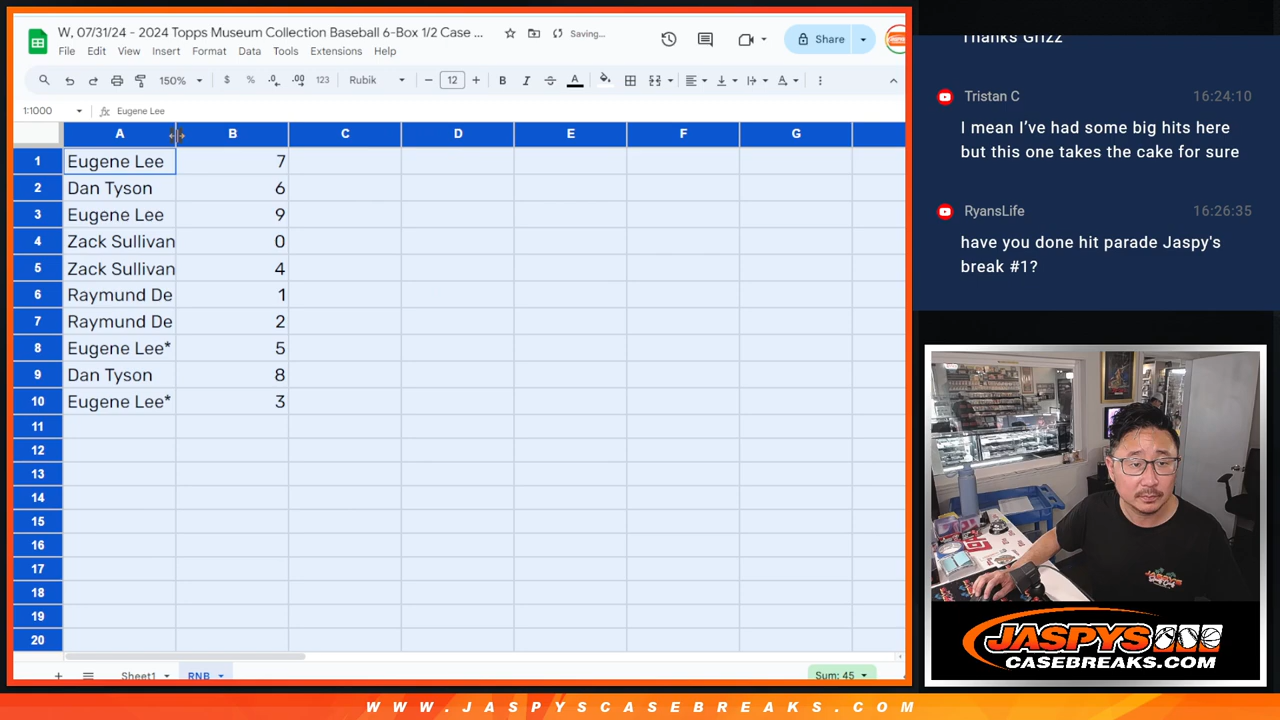 W, 07/31/24 - 2024 Topps Museum Collection Baseball 6-Box 1/2 Case ...
Saving...
Share
File Edit View Insert Format Data Tools Extensions Help
150% $ % .0 .00 123 Rubik 12 B I S A
1:1000 fx Eugene Lee
A B C D E F G
1 Eugene Lee 7
2 Dan Tyson 6
3 Eugene Lee 9
4 Zack Sullivan 0
5 Zack Sullivan 4
6 Raymund De 1
7 Raymund De 2
8 Eugene Lee* 5
9 Dan Tyson 8
10 Eugene Lee* 3
11
12
13
14
15
16
17
18
19
20
Sheet1 RNB Sum: 45
Thanks Grizz
Tristan C 16:24:10
I mean I've had some big hits here
but this one takes the cake for sure
RyansLife 16:26:35
have you done hit parade Jaspy's
break #1?
JASPYS
CASEBREAKS.COM
WWW.JASPYSCASEBREAKS.COM